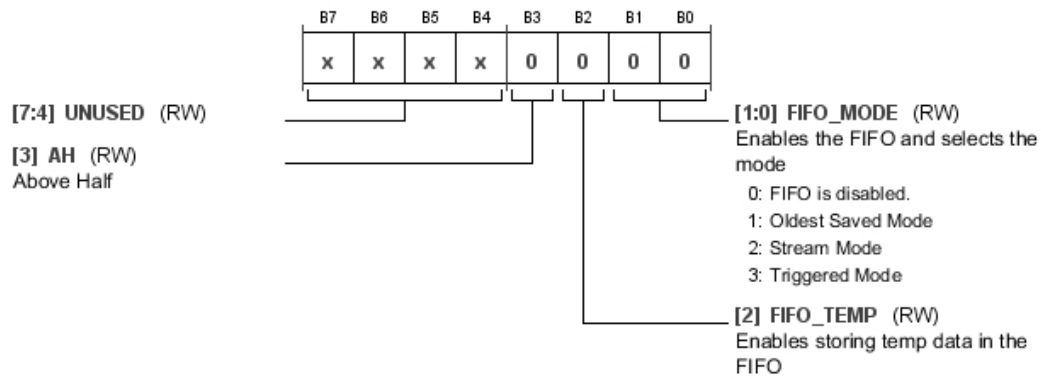 B7 B6 B5 B4 B3 B2 B1 B0
x x x x 0 0 0 0
[7:4] UNUSED (RW)
[3] AH (RW)
Above Half
[1:0] FIFO_MODE (RW)
Enables the FIFO and selects the
mode
0: FIFO is disabled.
1: Oldest Saved Mode
2: Stream Mode
3: Triggered Mode
[2] FIFO_TEMP (RW)
Enables storing temp data in the
FIFO